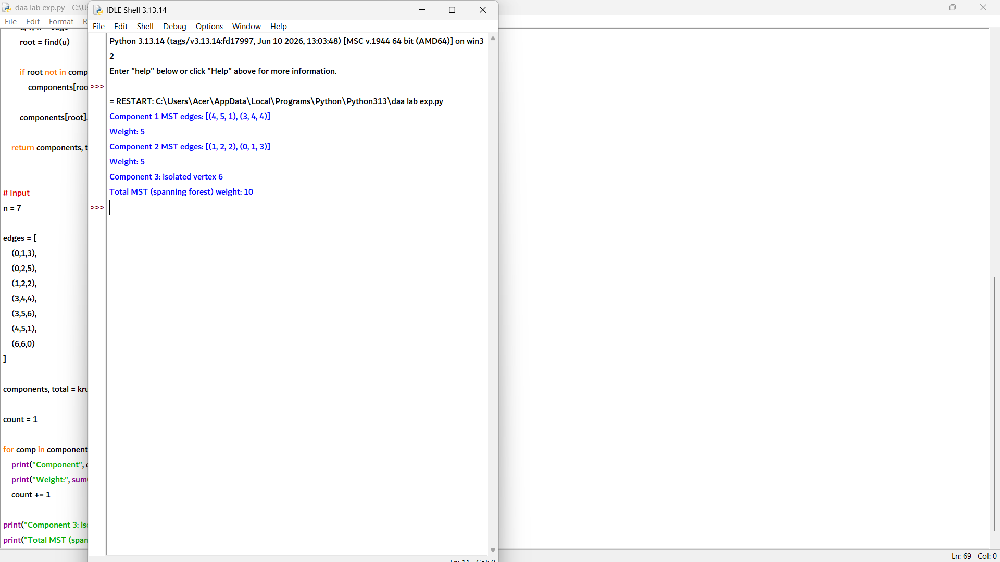 daa lab exp.py - C:\Us
File Edit Format R
root = find(u)
if root not in comp
components[roo
components[root].
return components, t
# Input
n = 7
edges = [
(0,1,3),
(0,2,5),
(1,2,2),
(3,4,4),
(3,5,6),
(4,5,1),
(6,6,0)
]
components, total = kru
count = 1
for comp in component
print("Component", c
print("Weight:", sum(
count += 1
print("Component 3: iso
print("Total MST (span
IDLE Shell 3.13.14
File Edit Shell Debug Options Window Help
Python 3.13.14 (tags/v3.13.14:fd17997, Jun 10 2026, 13:03:48) [MSC v.1944 64 bit (AMD64)] on win3
2
Enter "help" below or click "Help" above for more information.
>>>
= RESTART: C:\Users\Acer\AppData\Local\Programs\Python\Python313\daa lab exp.py
Component 1 MST edges: [(4, 5, 1), (3, 4, 4)]
Weight: 5
Component 2 MST edges: [(1, 2, 2), (0, 1, 3)]
Weight: 5
Component 3: isolated vertex 6
Total MST (spanning forest) weight: 10
>>>
Ln: 11 Col: 0
Ln: 69 Col: 0